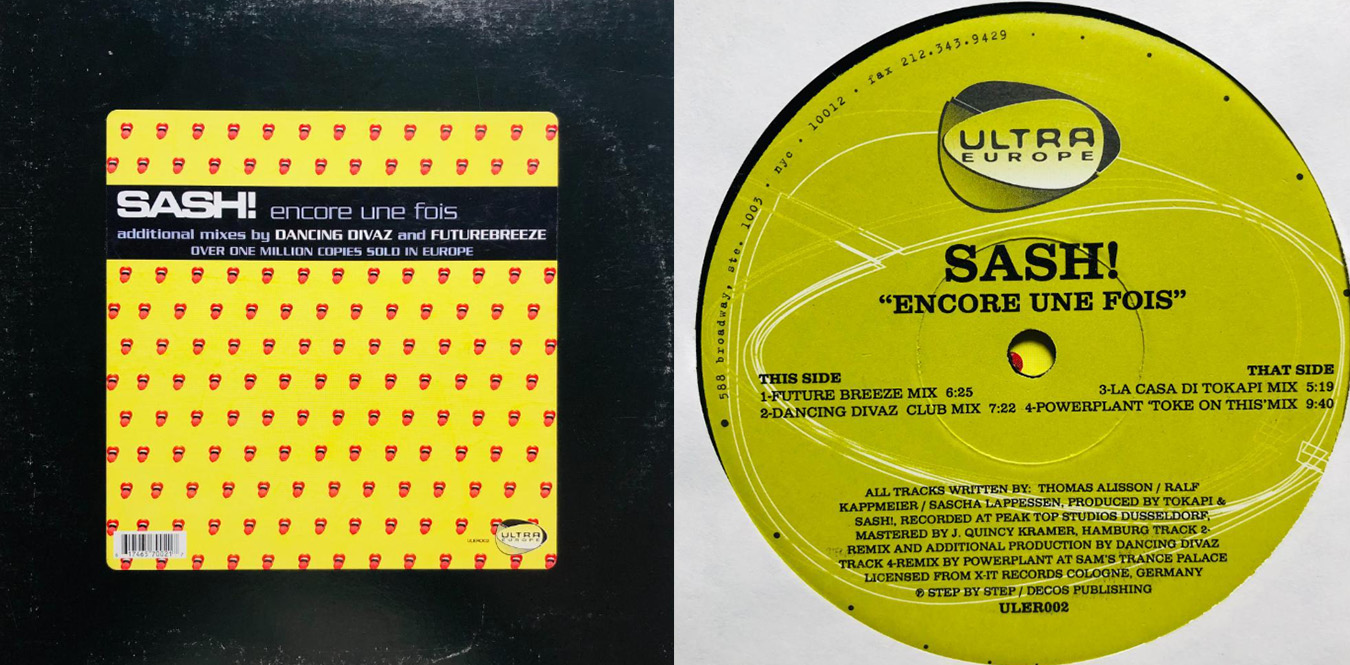 SASH! encore une fois
additional mixes by DANCING DIVAZ and FUTUREBREEZE
OVER ONE MILLION COPIES SOLD IN EUROPE
ULER002
ULTRA
EUROPE
588 broadway, ste. 1003 • nyc • 10012 • fax 212.343.9429
ULTRA
EUROPE
SASH!
“ENCORE UNE FOIS”
THIS SIDE
1-FUTURE BREEZE MIX 6:25
2-DANCING DIVAZ CLUB MIX 7:22
THAT SIDE
3-LA CASA DI TOKAPI MIX 5:19
4-POWERPLANT ‘TOKE ON THIS’ MIX 9:40
ALL TRACKS WRITTEN BY: THOMAS ALISSON / RALF
KAPPMEIER / SASCHA LAPPESSEN, PRODUCED BY TOKAPI &
SASH!, RECORDED AT PEAK TOP STUDIOS DUSSELDORF,
MASTERED BY J. QUINCY KRAMER, HAMBURG TRACK 2-
REMIX AND ADDITIONAL PRODUCTION BY DANCING DIVAZ
TRACK 4-REMIX BY POWERPLANT AT SAM'S TRANCE PALACE
LICENSED FROM X-IT RECORDS COLOGNE, GERMANY
℗ STEP BY STEP / DECOS PUBLISHING
ULER002